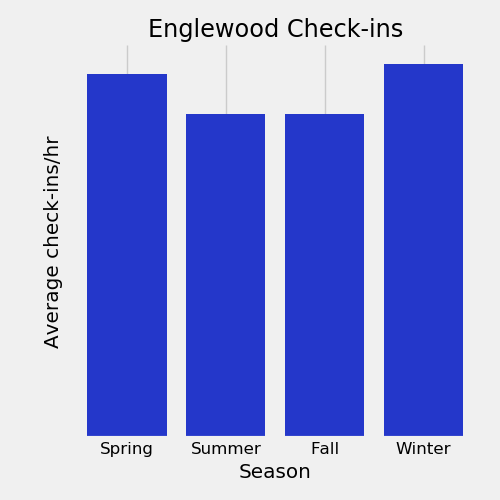 Englewood Check-ins
Average check-ins/hr
Spring Summer Fall Winter
Season